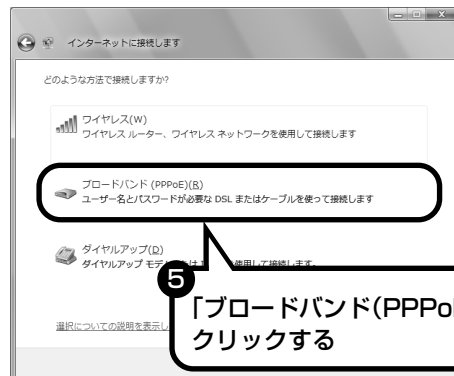 インターネットに接続します
どのような方法で接続しますか?
ワイヤレス(W)
ワイヤレス ルーター、ワイヤレス ネットワークを使用して接続します
ブロードバンド (PPPoE)(R)
ユーザー名とパスワードが必要な DSL またはケーブルを使って接続します
ダイヤルアップ(D)
ダイヤルアップ モデ を使用して接続します。
選択についての説明を表示し
5
「ブロードバンド(PPPo
クリックする